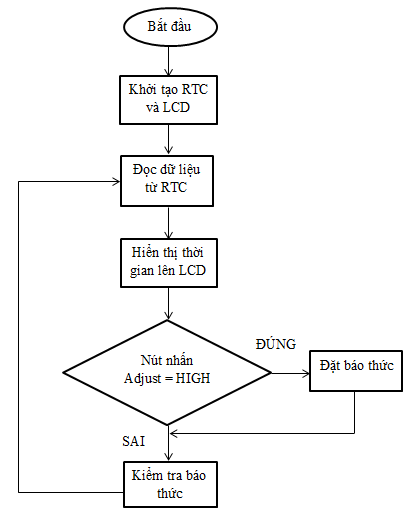 Bắt đầu
Khởi tạo RTC
và LCD
Đọc dữ liệu
từ RTC
Hiển thị thời
gian lên LCD
Nút nhấn
Adjust = HIGH
ĐÚNG
Đặt báo thức
SAI
Kiểm tra báo
thức